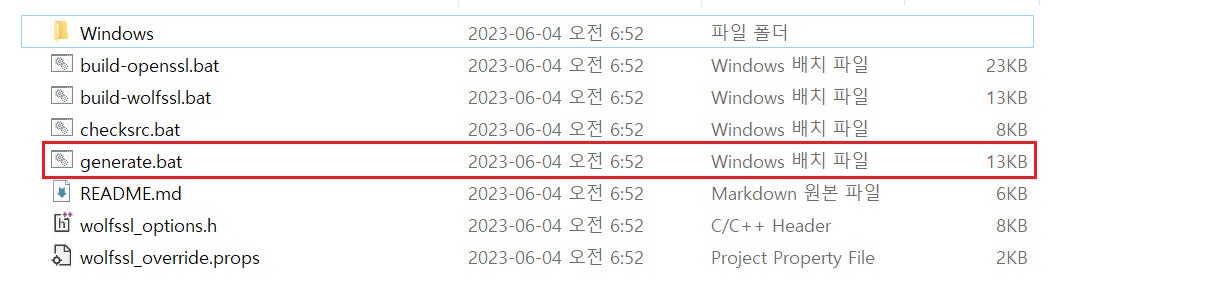 Windows 2023-06-04 오전 6:52 파일 폴더
build-openssl.bat 2023-06-04 오전 6:52 Windows 배치 파일 23KB
build-wolfssl.bat 2023-06-04 오전 6:52 Windows 배치 파일 13KB
checksrc.bat 2023-06-04 오전 6:52 Windows 배치 파일 8KB
generate.bat 2023-06-04 오전 6:52 Windows 배치 파일 13KB
README.md 2023-06-04 오전 6:52 Markdown 원본 파일 6KB
wolfssl_options.h 2023-06-04 오전 6:52 C/C++ Header 8KB
wolfssl_override.props 2023-06-04 오전 6:52 Project Property File 2KB